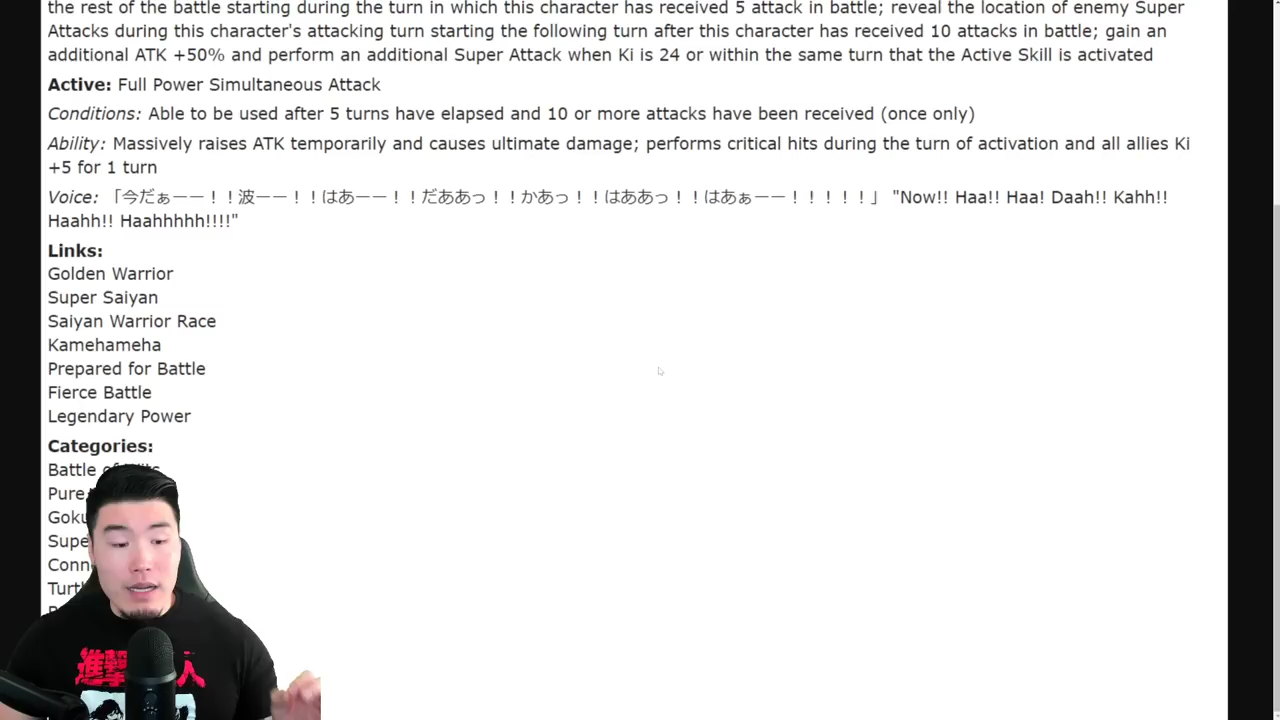 the rest of the battle starting during the turn in which this character has received 5 attack in battle; reveal the location of enemy Super
Attacks during this character's attacking turn starting the following turn after this character has received 10 attacks in battle; gain an
additional ATK +50% and perform an additional Super Attack when Ki is 24 or within the same turn that the Active Skill is activated
Active: Full Power Simultaneous Attack
Conditions: Able to be used after 5 turns have elapsed and 10 or more attacks have been received (once only)
Ability: Massively raises ATK temporarily and causes ultimate damage; performs critical hits during the turn of activation and all allies Ki
+5 for 1 turn
Voice: 「今だぁーー！！波ーー！！はあーー！！だああっ！！かあっ！！はああっ！！はあぁーー！！！！！」 "Now!! Haa!! Haa! Daah!! Kahh!!
Haahh!! Haahhhhh!!!!"
Links:
Golden Warrior
Super Saiyan
Saiyan Warrior Race
Kamehameha
Prepared for Battle
Fierce Battle
Legendary Power
Categories:
Battle of
Pure
Goku
進撃 人